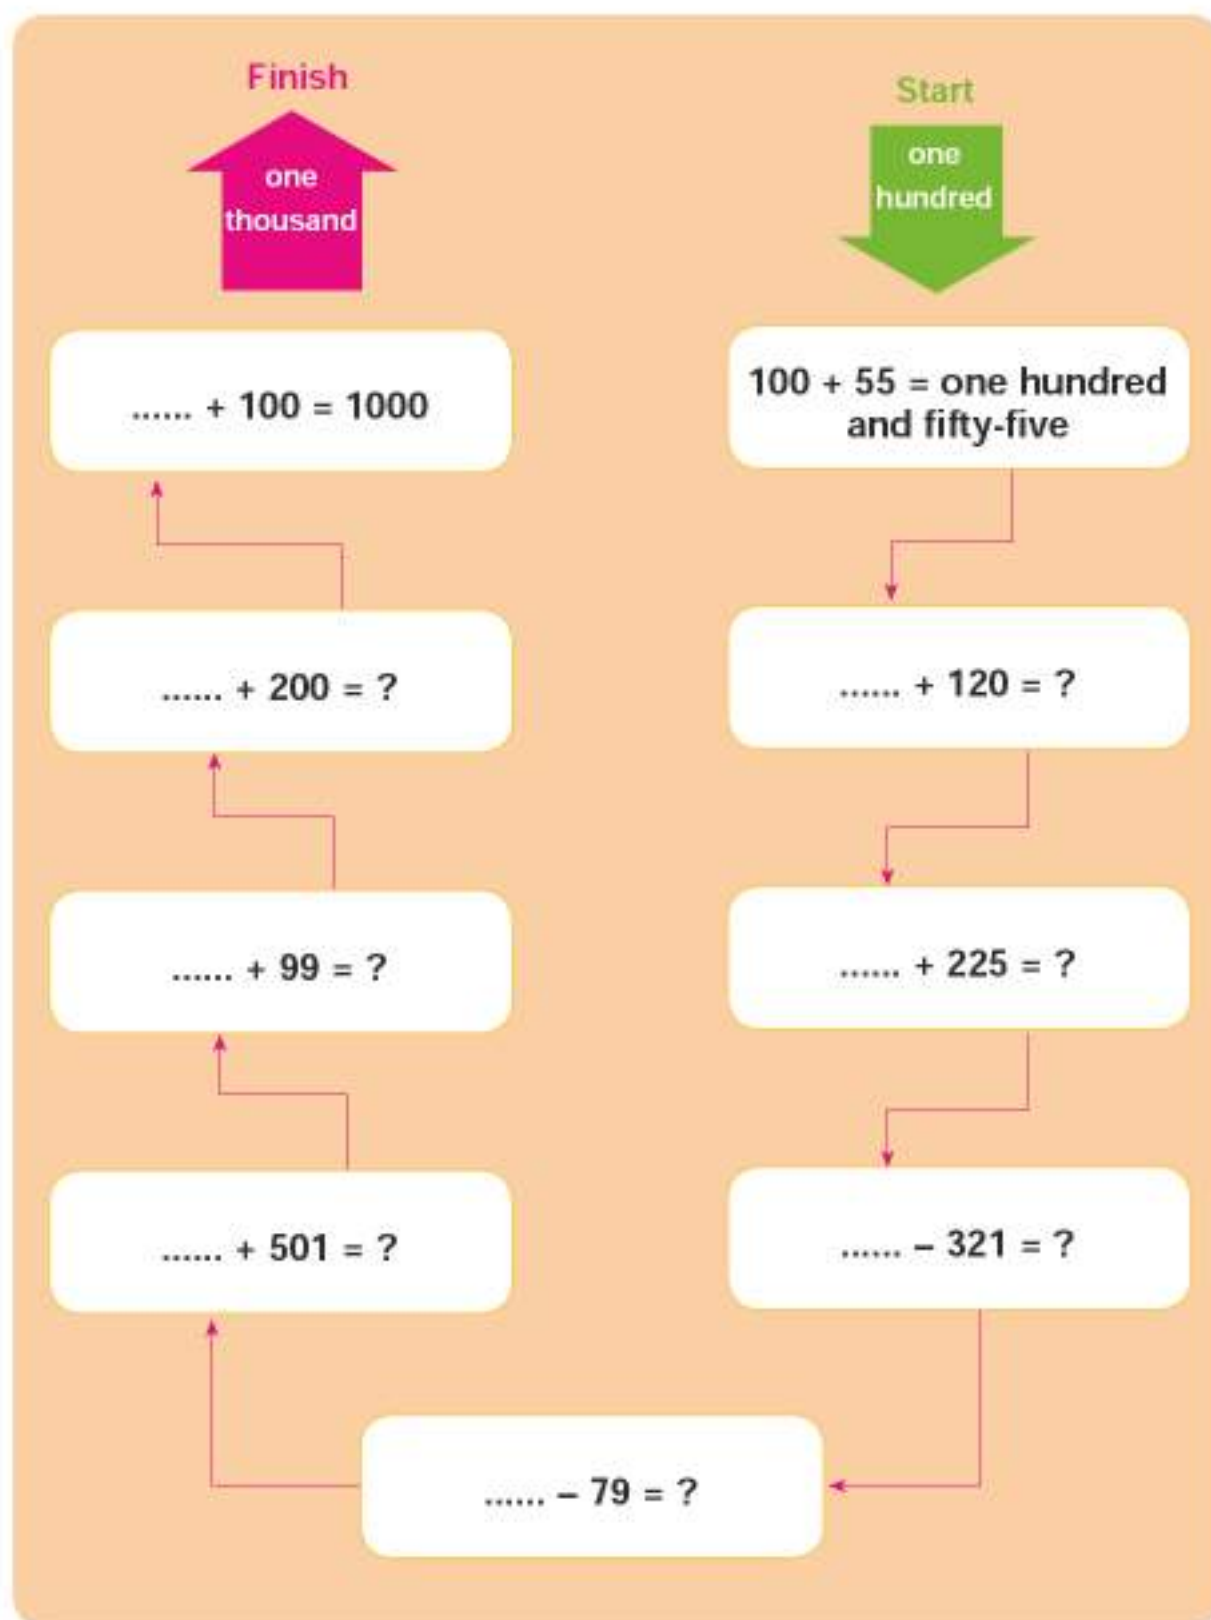 Finish
one
thousand
Start
one
hundred
100 + 55 = one hundred
and fifty-five
...... + 120 = ?
...... + 225 = ?
...... – 321 = ?
...... – 79 = ?
...... + 501 = ?
...... + 99 = ?
...... + 200 = ?
...... + 100 = 1000